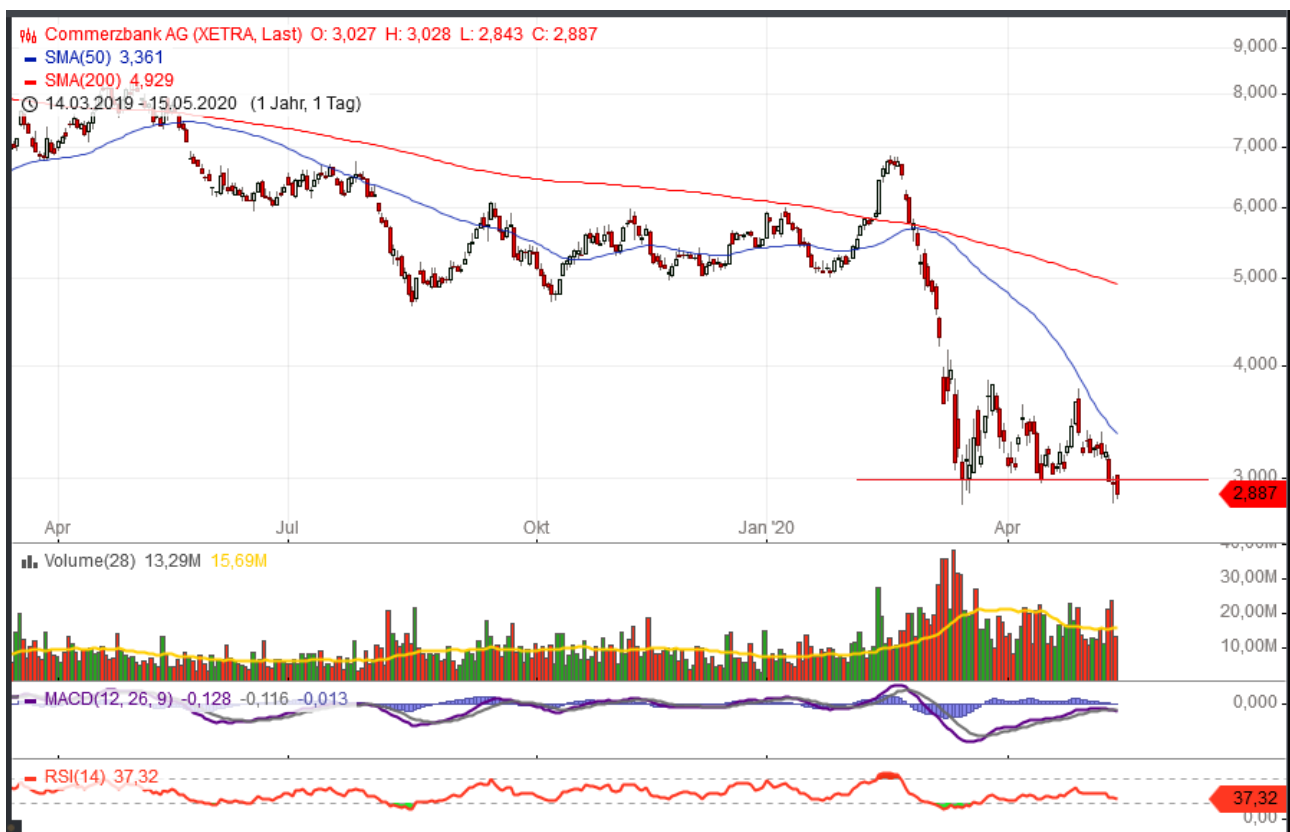 Commerzbank AG (XETRA, Last) O: 3,027 H: 3,028 L: 2,843 C: 2,887
SMA(50) 3,361
SMA(200) 4,929
14.03.2019 - 15.05.2020 (1 Jahr, 1 Tag)
9,000
8,000
7,000
6,000
5,000
4,000
3,000
2,887
Apr Jul Okt Jan '20 Apr
Volume(28) 13,29M 15,69M
40,00M
30,00M
20,00M
10,00M
MACD(12, 26, 9) -0,128 -0,116 -0,013
0,000
RSI(14) 37,32
37,32
0,00